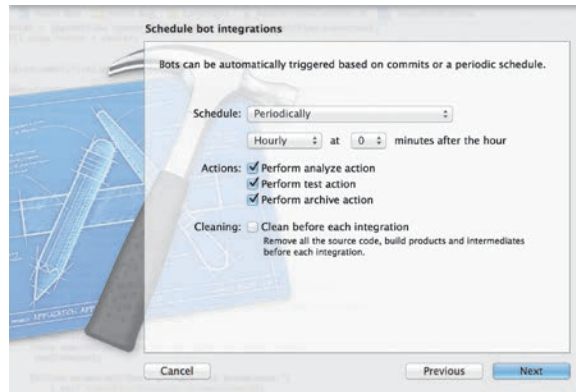 Schedule bot integrations
Bots can be automatically triggered based on commits or a periodic schedule.
Schedule: Periodically
Hourly at 0 minutes after the hour
Actions: Perform analyze action
Perform test action
Perform archive action
Cleaning: Clean before each integration
Remove all the source code, build products and intermediates
before each integration.
Cancel Previous Next